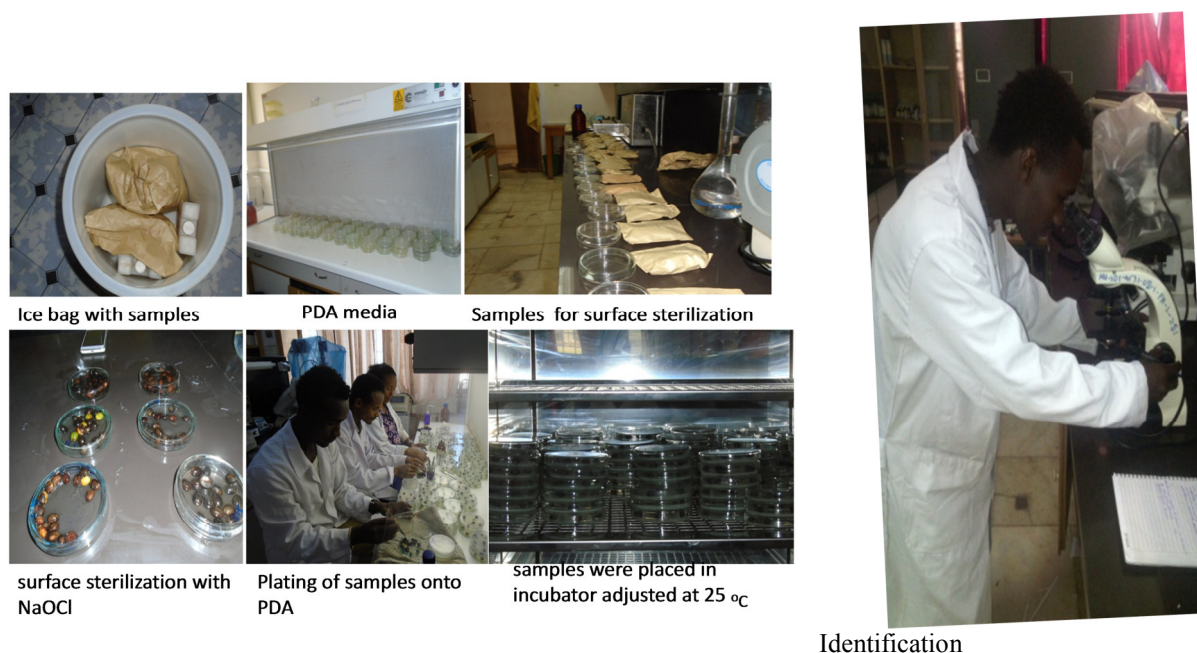 Ice bag with samples
PDA media
Samples for surface sterilization
surface sterilization with
NaOCl
Plating of samples onto
PDA
samples were placed in
incubator adjusted at 25 °C
Identification